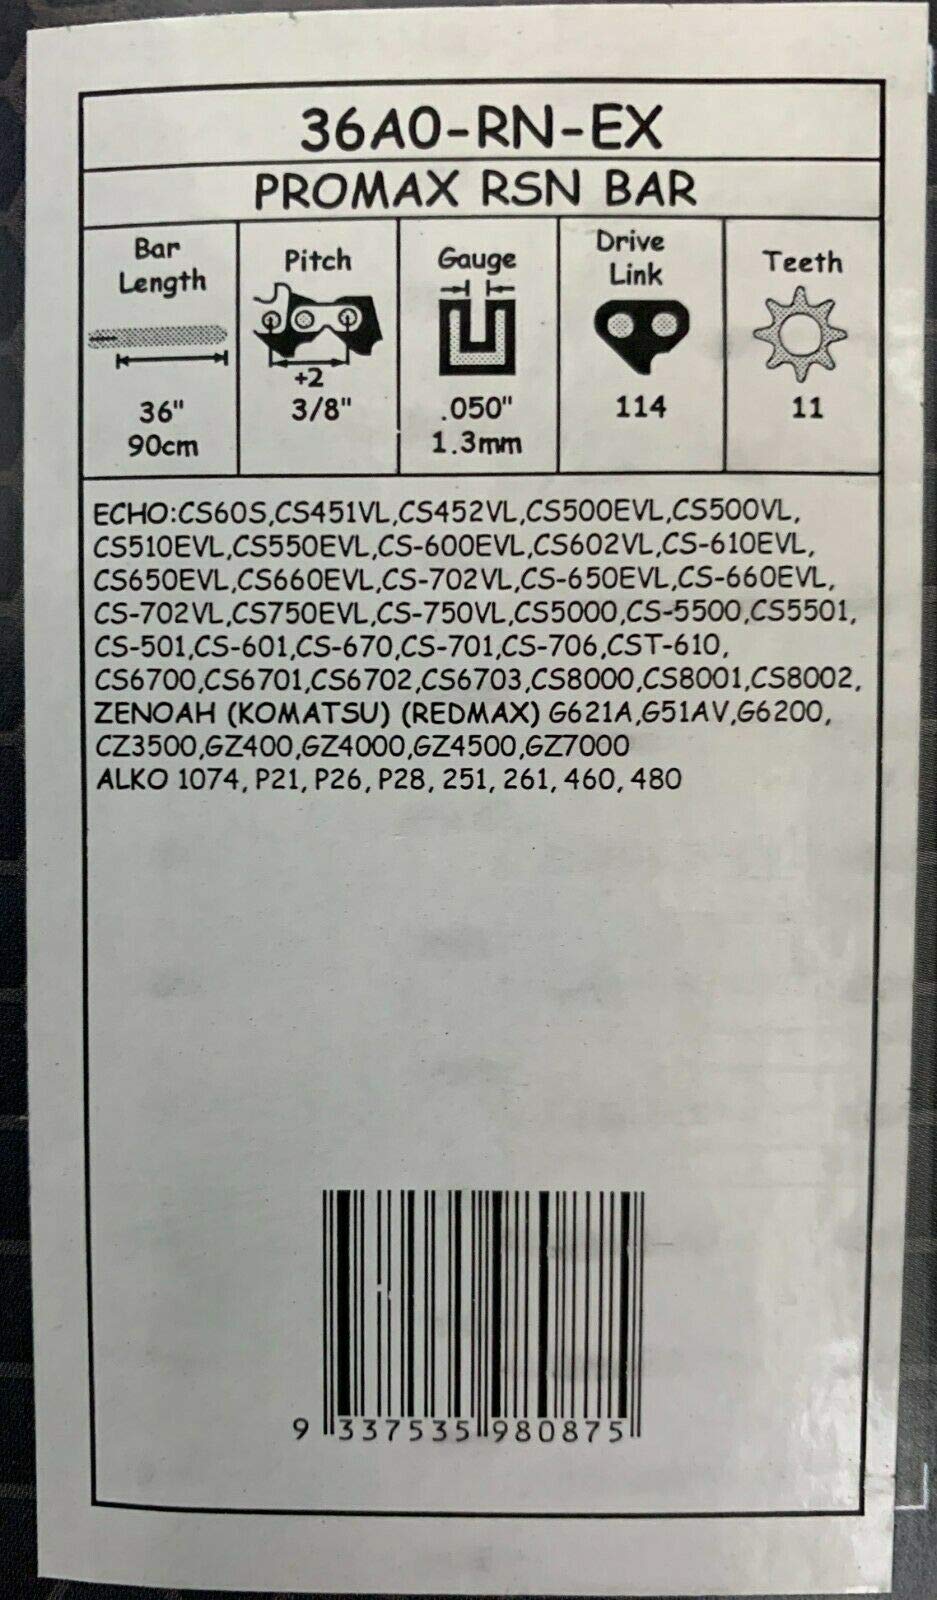 36A0-RN-EX
PROMAX RSN BAR
Bar Length
Pitch
Gauge
Drive Link
Teeth
+2
36"
90cm
3/8"
.050"
1.3mm
114
11
ECHO:CS60S,CS451VL,CS452VL,CS500EVL,CS500VL,
CS510EVL,CS550EVL,CS-600EVL,CS602VL,CS-610EVL,
CS650EVL,CS660EVL,CS-702VL,CS-650EVL,CS-660EVL,
CS-702VL,CS750EVL,CS-750VL,CS5000,CS-5500,CS5501,
CS-501,CS-601,CS-670,CS-701,CS-706,CST-610,
CS6700,CS6701,CS6702,CS6703,CS8000,CS8001,CS8002,
ZENOAH (KOMATSU) (REDMAX) G621A,G51AV,G6200,
CZ3500,GZ400,GZ4000,GZ4500,GZ7000
ALKO 1074, P21, P26, P28, 251, 261, 460, 480
9 337535 980875